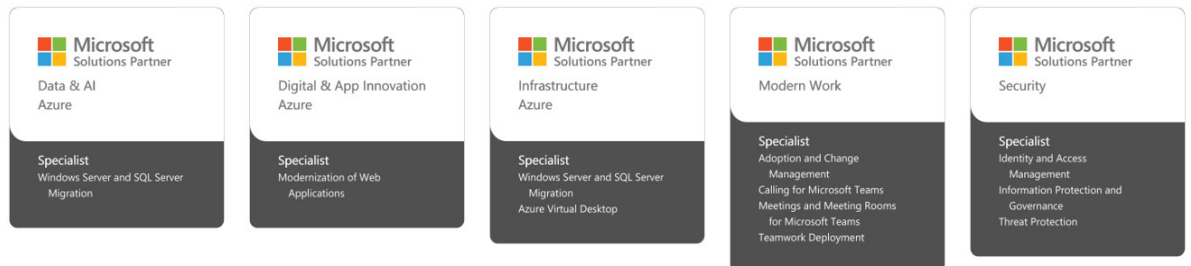 Microsoft
Solutions Partner
Data & AI
Azure
Specialist
Windows Server and SQL Server
Migration
Microsoft
Solutions Partner
Digital & App Innovation
Azure
Specialist
Modernization of Web
Applications
Microsoft
Solutions Partner
Infrastructure
Azure
Specialist
Windows Server and SQL Server
Migration
Azure Virtual Desktop
Microsoft
Solutions Partner
Modern Work
Specialist
Adoption and Change
Management
Calling for Microsoft Teams
Meetings and Meeting Rooms
for Microsoft Teams
Teamwork Deployment
Microsoft
Solutions Partner
Security
Specialist
Identity and Access
Management
Information Protection and
Governance
Threat Protection